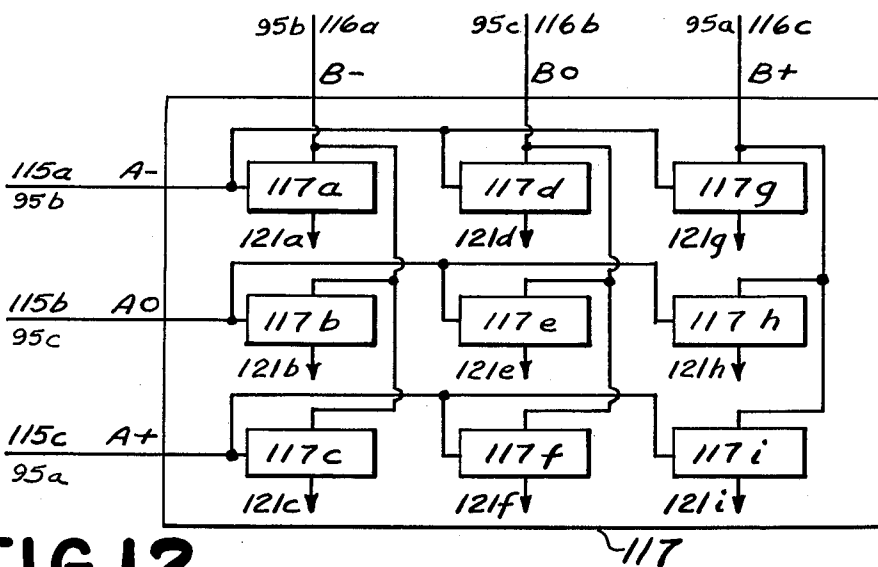 95b 116a 95c 116b 95a 116c
B- BO B+
115a A-
95b
117a 117d 117g
121a 121d 121g
115b AO
95c
117b 117e 117h
121b 121e 121h
115c A+
95a
117c 117f 117i
121c 121f 121i
117
FIG.12